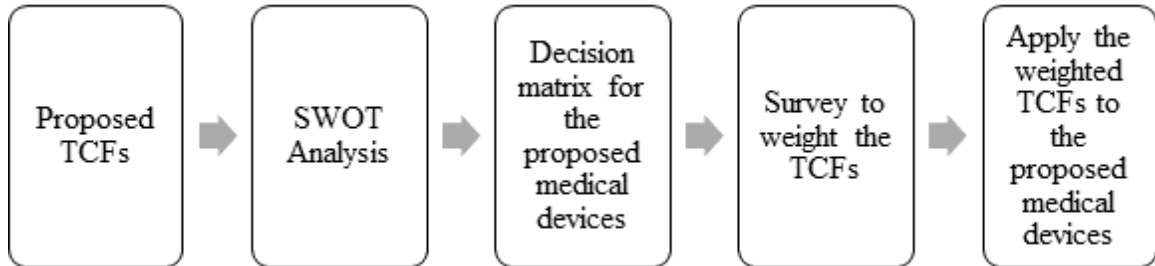 Proposed
TCFs
SWOT
Analysis
Decision
matrix for
the
proposed
medical
devices
Survey to
weight the
TCFs
Apply the
weighted
TCFs to
the
proposed
medical
devices